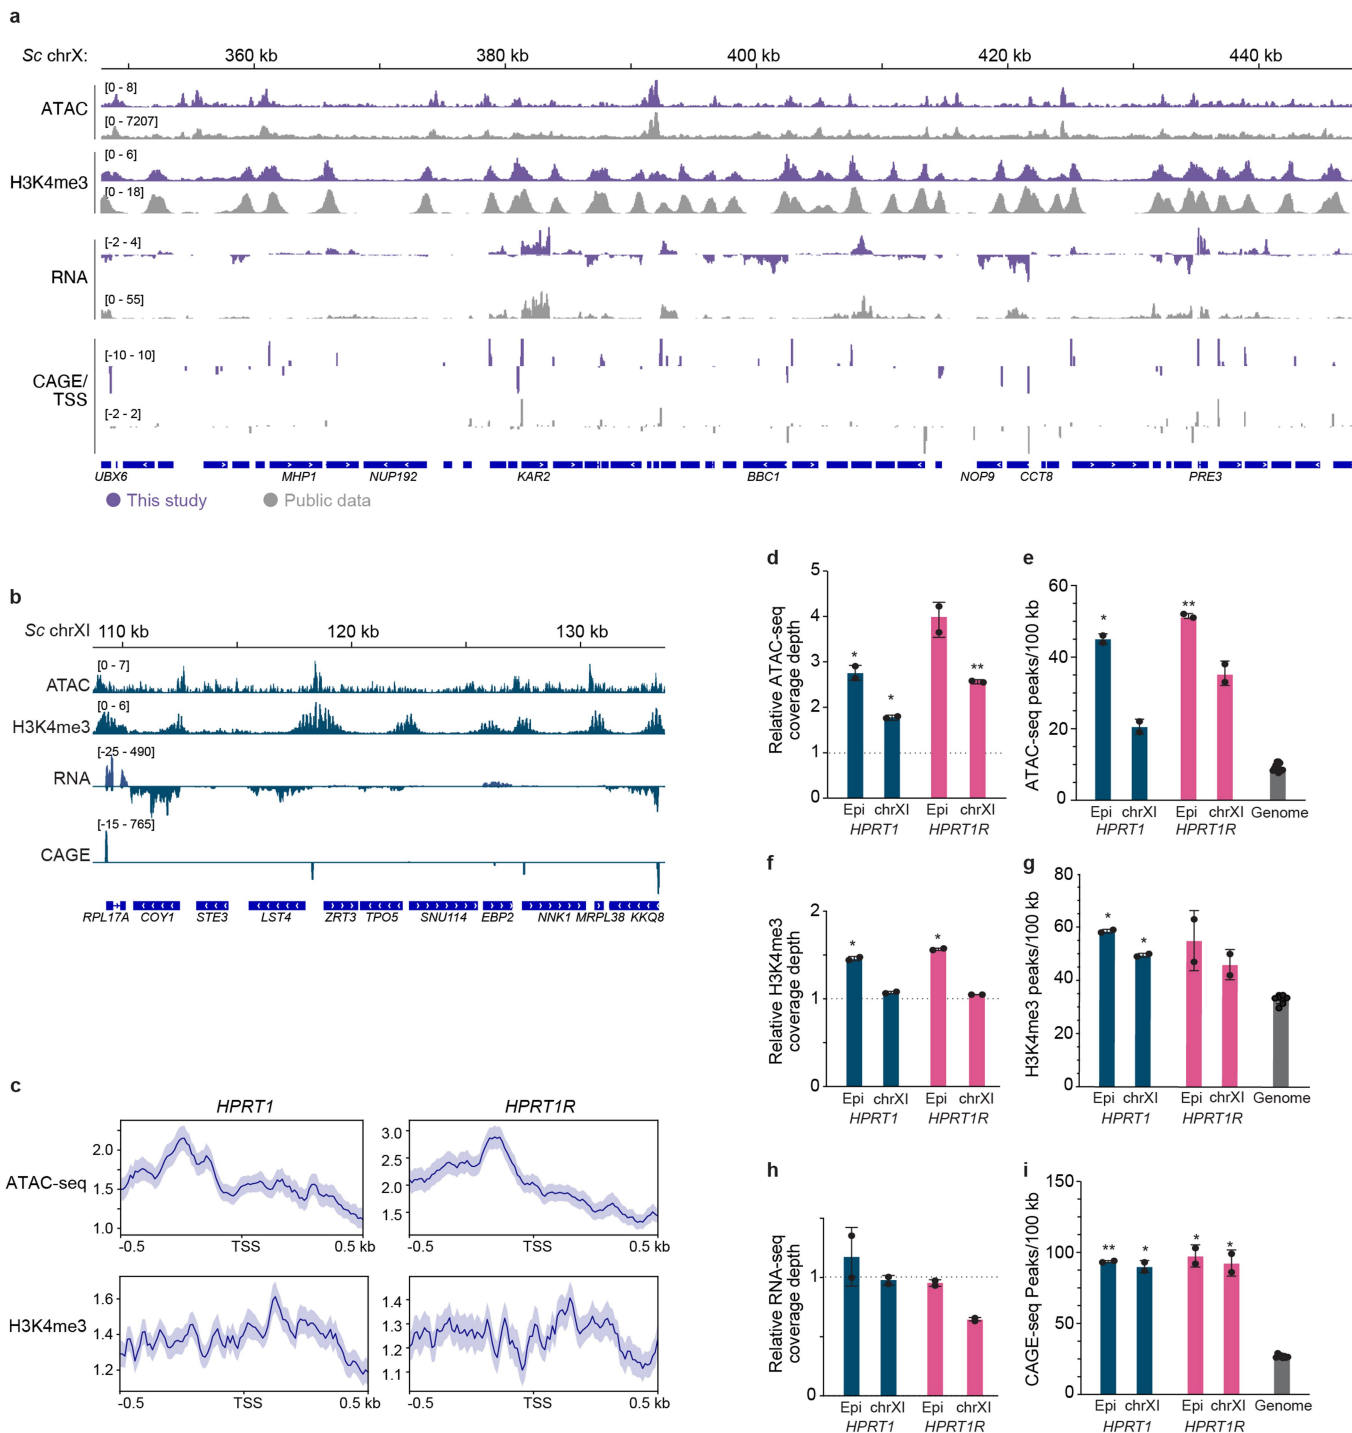 a
Sc chrX:
360 kb
380 kb
400 kb
420 kb
440 kb
ATAC
[0 - 8]
[0 - 7207]
H3K4me3
[0 - 6]
[0 - 18]
RNA
[-2 - 4]
[0 - 55]
CAGE/
TSS
[-10 - 10]
[-2 - 2]
UBX6 MHP1 NUP192 KAR2 BBC1 NOP9 CCT8 PRE3
This study Public data
b
Sc chrXI
110 kb 120 kb 130 kb
ATAC
[0 - 7]
H3K4me3
[0 - 6]
RNA
[-25 - 490]
CAGE
[-15 - 765]
RPL17A COY1 STE3 LST4 ZRT3 TPO5 SNU114 EBP2 NNK1 MRPL38 KKQ8
c
HPRT1 HPRT1R
ATAC-seq
2.0
1.5
1.0
-0.5 TSS 0.5 kb
3.0
2.5
2.0
1.5
-0.5 TSS 0.5 kb
H3K4me3
1.6
1.4
1.2
-0.5 TSS 0.5 kb
1.4
1.3
1.2
1.1
-0.5 TSS 0.5 kb
d
Relative ATAC-seq
coverage depth
5
4
3
2
1
0
* * **
Epi chrXI Epi chrXI
HPRT1 HPRT1R
e
ATAC-seq peaks/100 kb
60
40
20
0
* **
Epi chrXI Epi chrXI Genome
HPRT1 HPRT1R
f
Relative H3K4me3
coverage depth
2
1
0
* *
Epi chrXI Epi chrXI
HPRT1 HPRT1R
g
H3K4me3 peaks/100 kb
80
60
40
20
0
* *
Epi chrXI Epi chrXI Genome
HPRT1 HPRT1R
h
Relative RNA-seq
coverage depth
1
0
Epi chrXI Epi chrXI
HPRT1 HPRT1R
i
CAGE-seq Peaks/100 kb
150
100
50
0
** * * *
Epi chrXI Epi chrXI Genome
HPRT1 HPRT1R